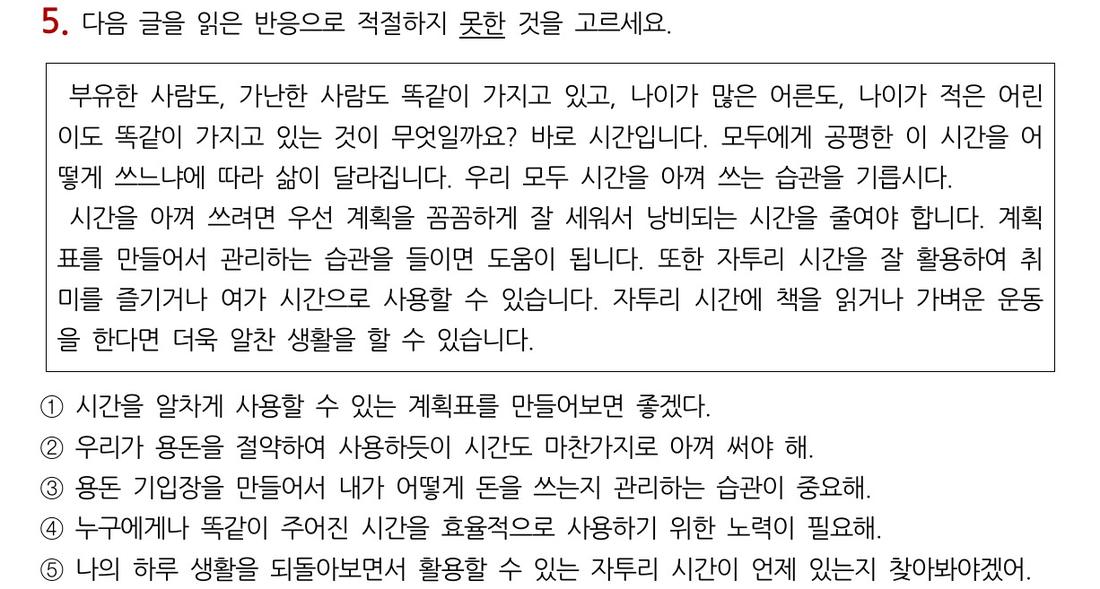 5. 다음 글을 읽은 반응으로 적절하지 못한 것을 고르세요.
부유한 사람도, 가난한 사람도 똑같이 가지고 있고, 나이가 많은 어른도, 나이가 적은 어린
이도 똑같이 가지고 있는 것이 무엇일까요? 바로 시간입니다. 모두에게 공평한 이 시간을 어
떻게 쓰느냐에 따라 삶이 달라집니다. 우리 모두 시간을 아껴 쓰는 습관을 기릅시다.
시간을 아껴 쓰려면 우선 계획을 꼼꼼하게 잘 세워서 낭비되는 시간을 줄여야 합니다. 계획
표를 만들어서 관리하는 습관을 들이면 도움이 됩니다. 또한 자투리 시간을 잘 활용하여 취
미를 즐기거나 여가 시간으로 사용할 수 있습니다. 자투리 시간에 책을 읽거나 가벼운 운동
을 한다면 더욱 알찬 생활을 할 수 있습니다.
① 시간을 알차게 사용할 수 있는 계획표를 만들어보면 좋겠다.
② 우리가 용돈을 절약하여 사용하듯이 시간도 마찬가지로 아껴 써야 해.
③ 용돈 기입장을 만들어서 내가 어떻게 돈을 쓰는지 관리하는 습관이 중요해.
④ 누구에게나 똑같이 주어진 시간을 효율적으로 사용하기 위한 노력이 필요해.
⑤ 나의 하루 생활을 되돌아보면서 활용할 수 있는 자투리 시간이 언제 있는지 찾아봐야겠어.